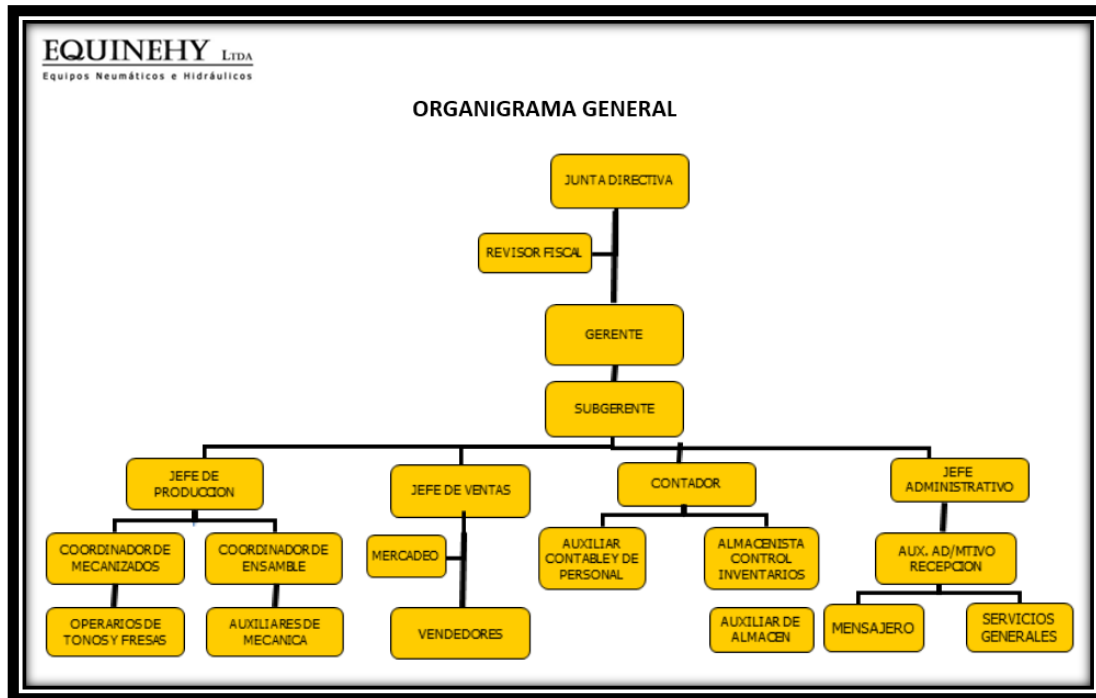 EQUINEHY LTDA
Equipos Neumáticos e Hidráulicos
ORGANIGRAMA GENERAL
JUNTA DIRECTIVA
REVISOR FISCAL
GERENTE
SUBGERENTE
JEFE DE
PRODUCCION
JEFE DE VENTAS
CONTADOR
JEFE
ADMINISTRATIVO
COORDINADOR DE
MECANIZADOS
COORDINADOR DE
ENSAMBLE
MERCADEO
AUXILIAR
CONTABLE Y DE
PERSONAL
ALMACENISTA
CONTROL
INVENTARIOS
AUX. AD/MTIVO
RECEPCION
OPERARIOS DE
TONOS Y FRESAS
AUXILIARES DE
MECANICA
VENDEDORES
AUXILIAR DE
ALMACEN
MENSAJERO
SERVICIOS
GENERALES